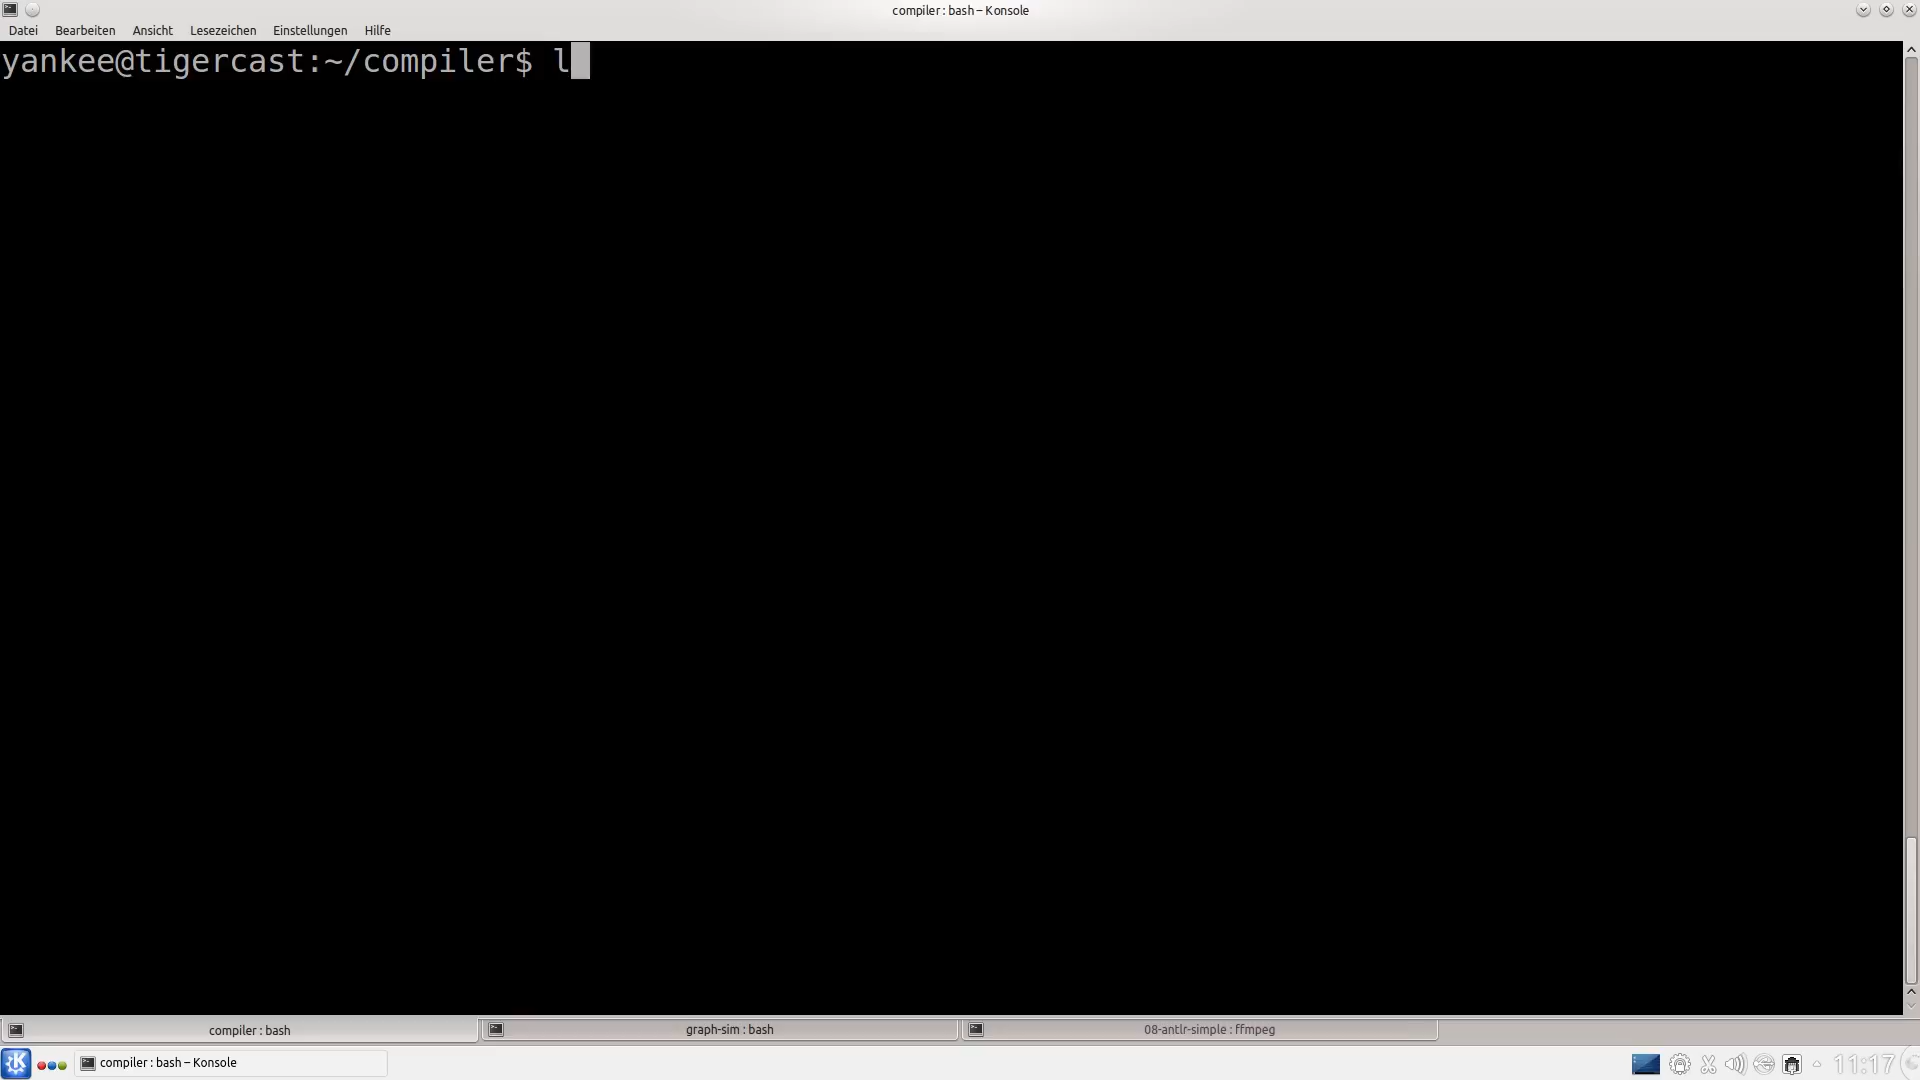 compiler : bash – Konsole
Datei Bearbeiten Ansicht Lesezeichen Einstellungen Hilfe
yankee@tigercast:~/compiler$ l
compiler : bash graph-sim : bash 08-antlr-simple : ffmpeg
compiler : bash – Konsole 11:17